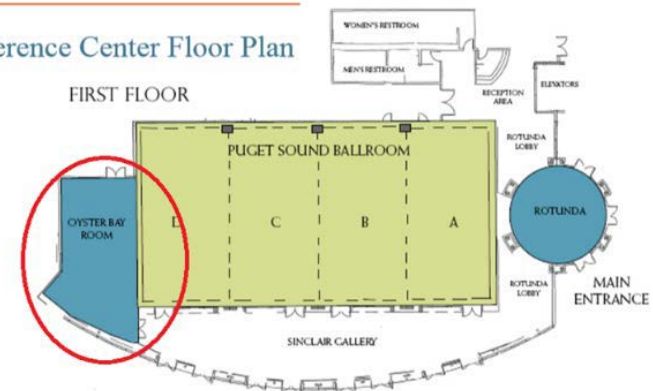 erence Center Floor Plan
FIRST FLOOR
WOMEN'S RESTROOM
MEN'S RESTROOM
RECEPTION
AREA
ELEVATORS
ROTUNDA
LOBBY
PUGET SOUND BALLROOM
OYSTER BAY
ROOM
D
C
B
A
ROTUNDA
ROTUNDA
LOBBY
MAIN
ENTRANCE
SINCLAIR GALLERY